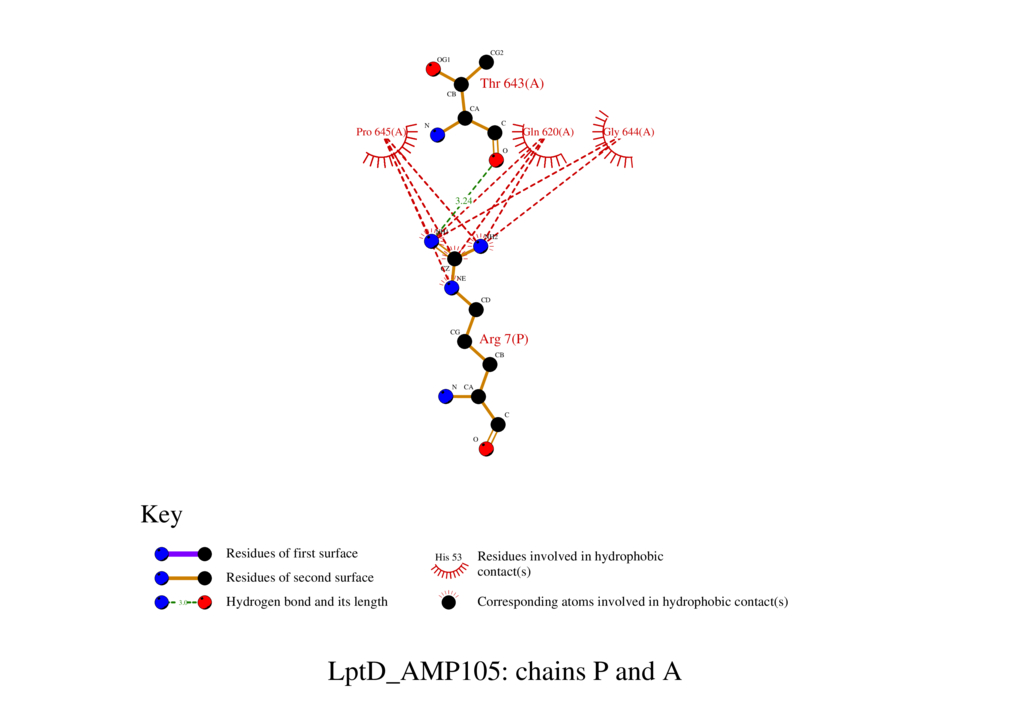 CG2
OG1
Thr 643(A)
CB
CA
N
C
Pro 645(A)
Gln 620(A)
Gly 644(A)
O
3.24
NH2
CZ
NE
CD
CG
Arg 7(P)
CB
N
CA
C
O
Key
Residues of first surface
His 53
Residues involved in hydrophobic
contact(s)
Residues of second surface
3.0
Hydrogen bond and its length
Corresponding atoms involved in hydrophobic contact(s)
LptD_AMP105: chains P and A